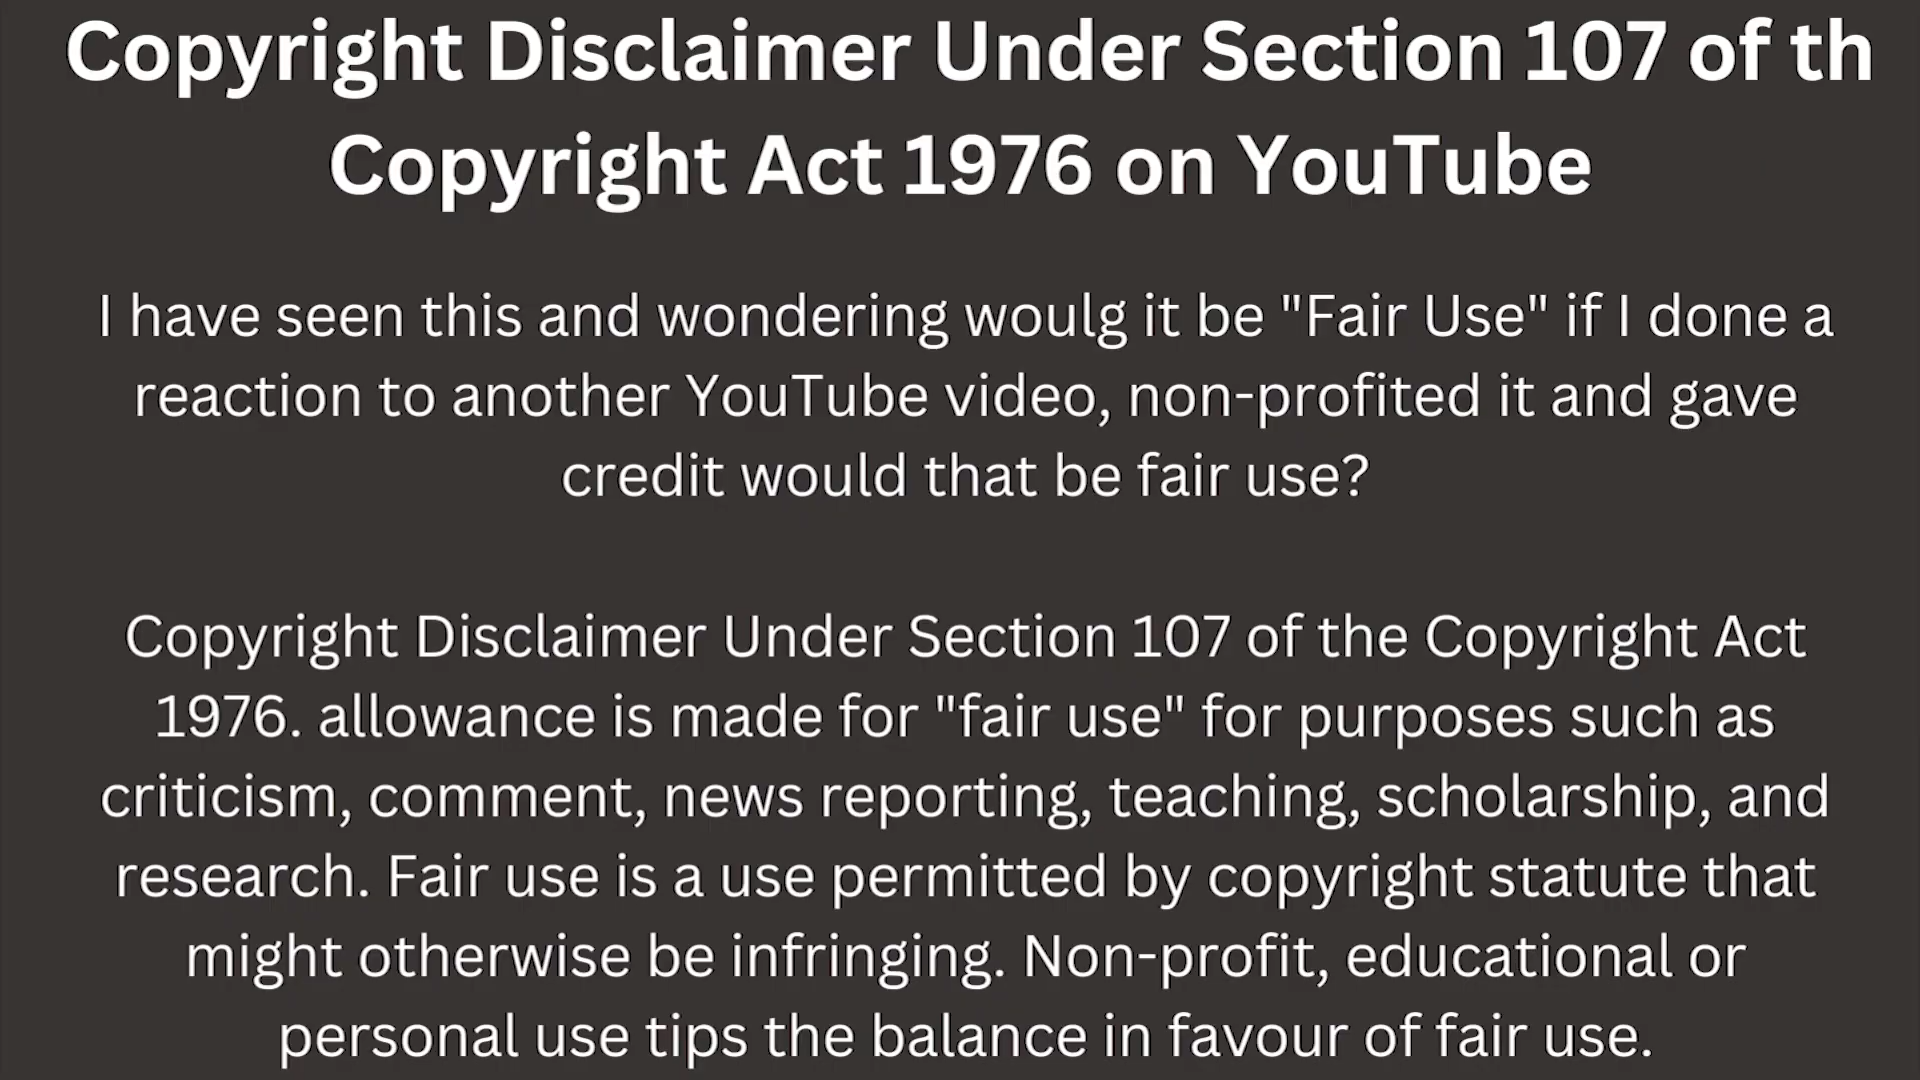 Copyright Disclaimer Under Section 107 of th
Copyright Act 1976 on YouTube
I have seen this and wondering woulg it be "Fair Use" if I done a
reaction to another YouTube video, non-profited it and gave
credit would that be fair use?
Copyright Disclaimer Under Section 107 of the Copyright Act
1976. allowance is made for "fair use" for purposes such as
criticism, comment, news reporting, teaching, scholarship, and
research. Fair use is a use permitted by copyright statute that
might otherwise be infringing. Non-profit, educational or
personal use tips the balance in favour of fair use.